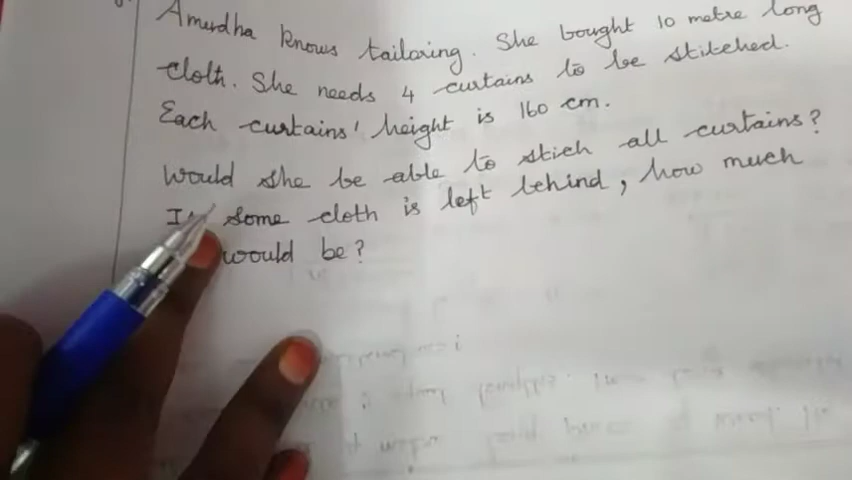 Amurdha knows tailoring. She bought 10 metre long
cloth. She needs 4 curtains to be stitched.
Each curtains' height is 160 cm.
Would she be able to stich all curtains?
some cloth is left behind, how much
would be?